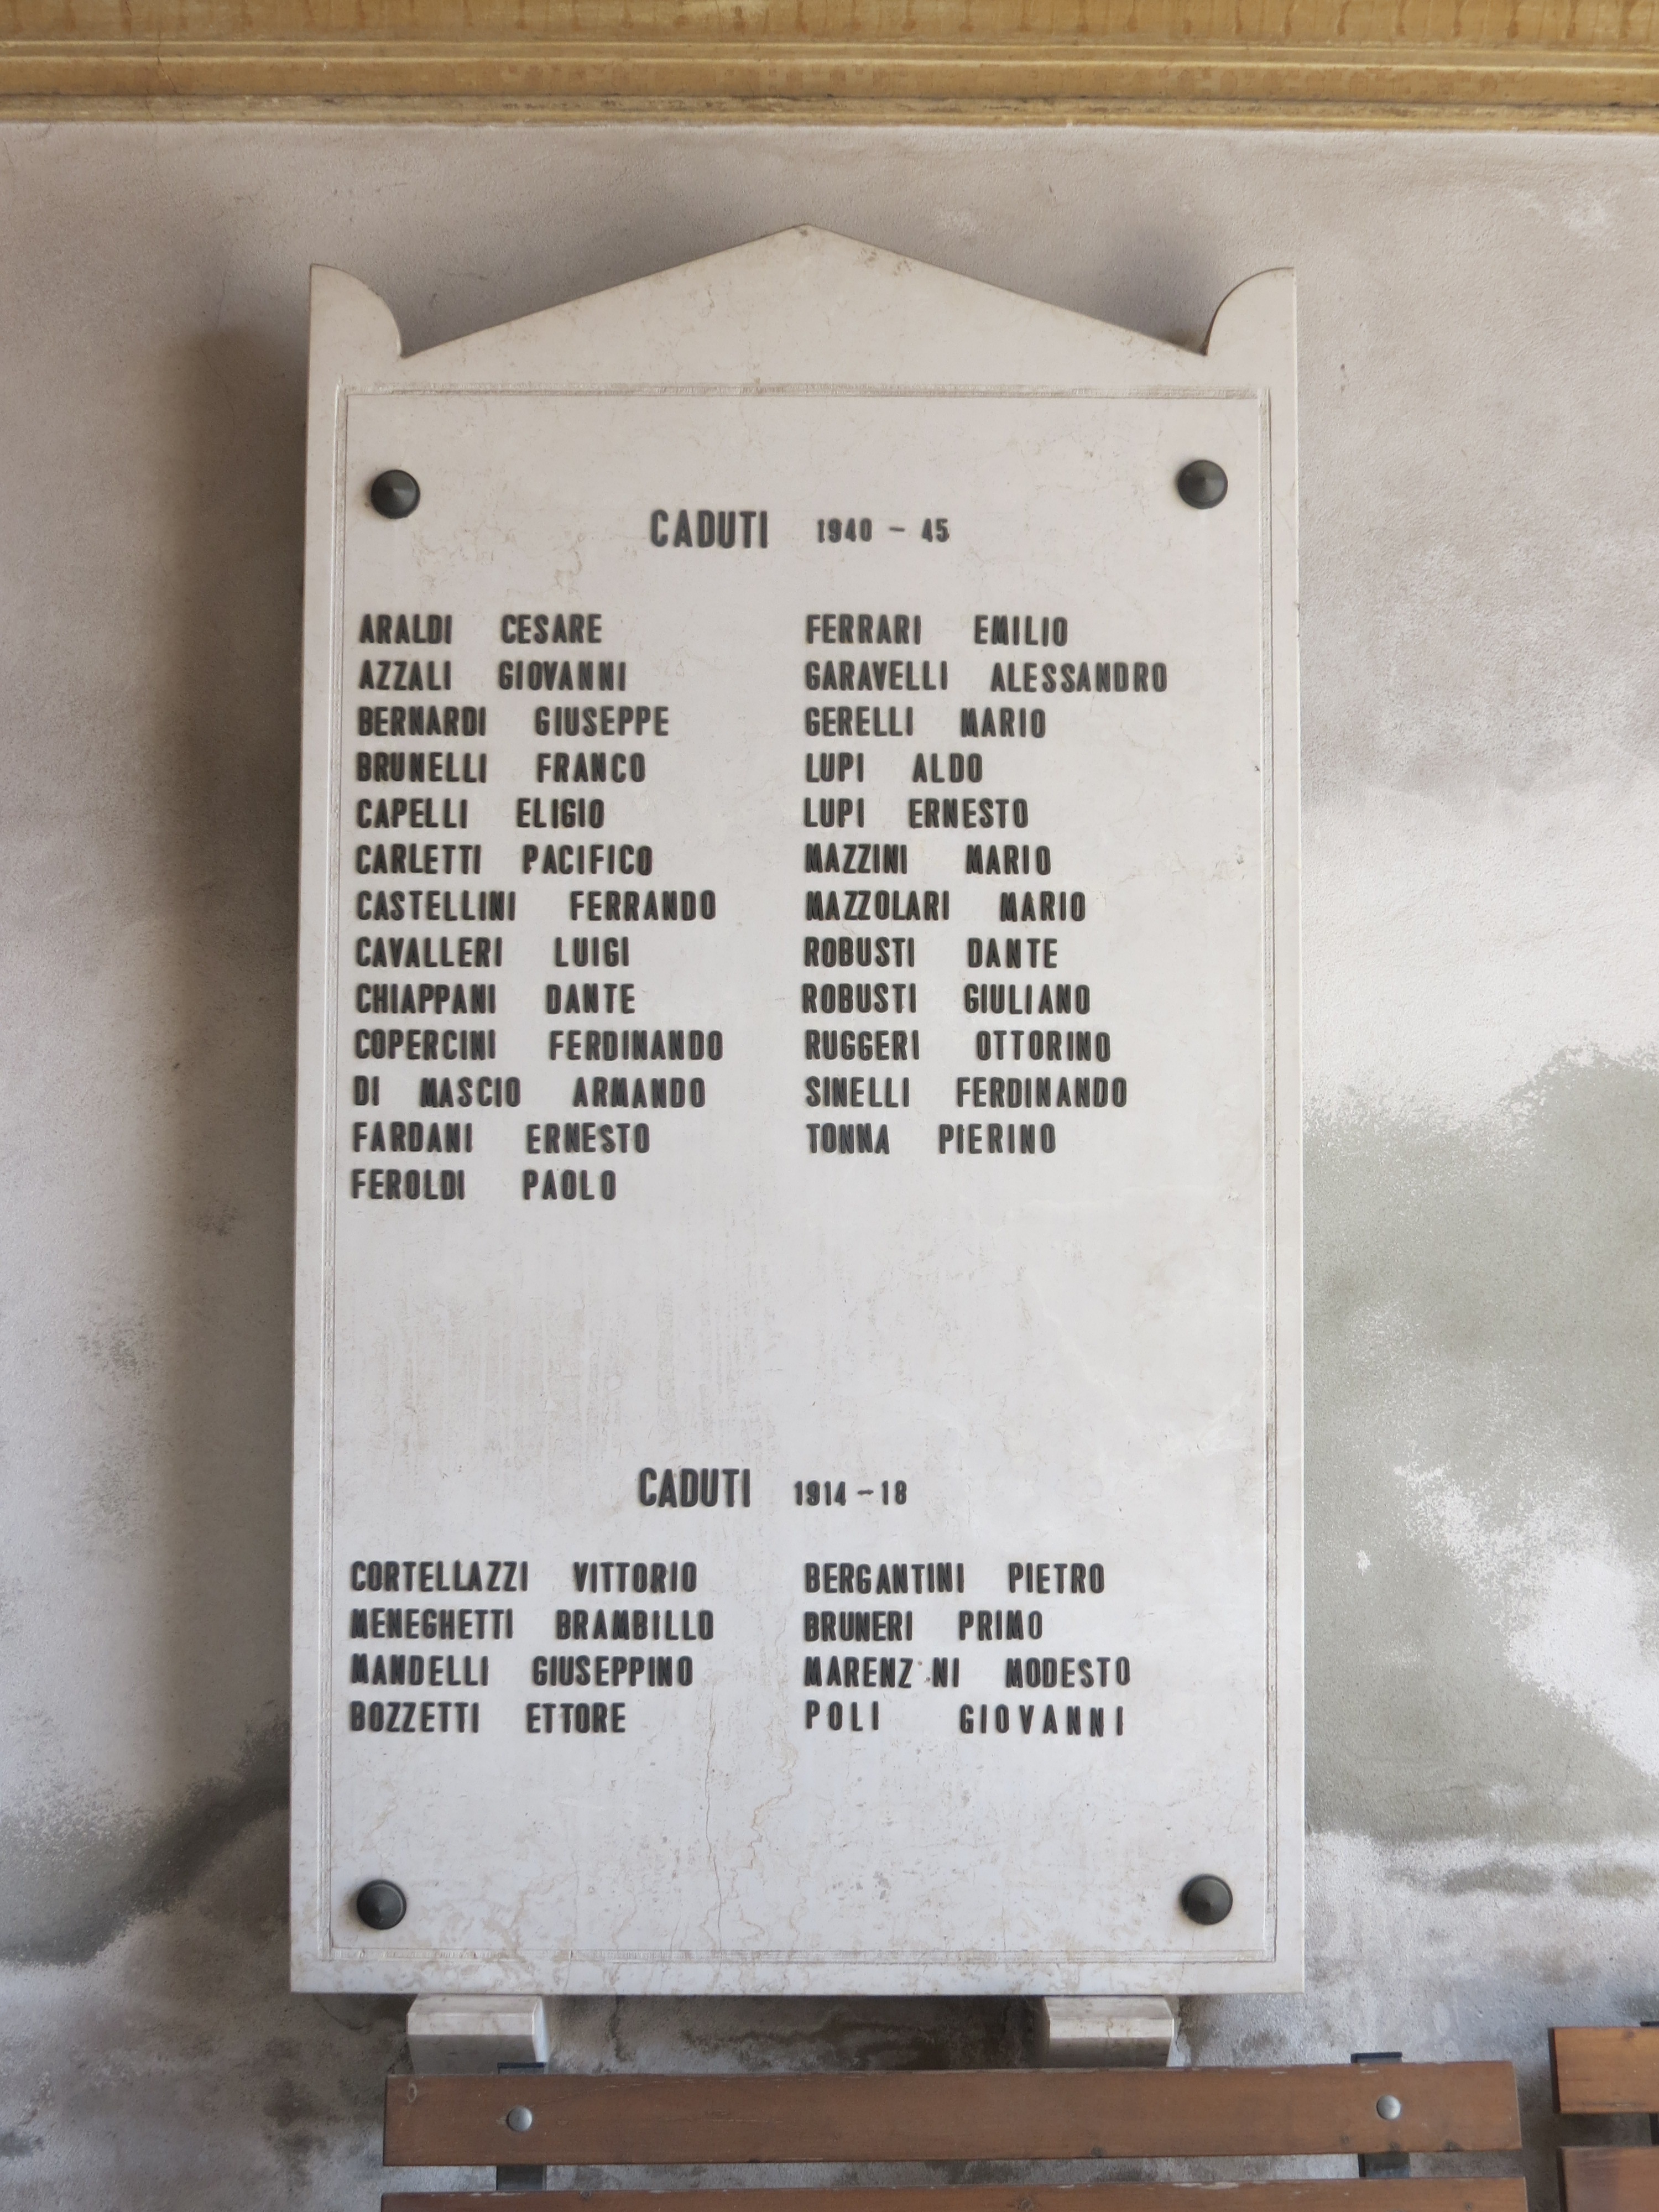 CADUTI 1940 - 45
ARALDI CESARE
AZZALI GIOVANNI
BERNARDI GIUSEPPE
BRUNELLI FRANCO
CAPELLI ELIGIO
CARLETTI PACIFICO
CASTELLINI FERRANDO
CAVALLERI LUIGI
CHIAPPANI DANTE
COPERCINI FERDINANDO
DI MASCIO ARMANDO
FARDANI ERNESTO
FEROLDI PAOLO
FERRARI EMILIO
GARAVELLI ALESSANDRO
GERELLI MARIO
LUPI ALDO
LUPI ERNESTO
MAZZINI MARIO
MAZZOLARI MARIO
ROBUSTI DANTE
ROBUSTI GIULIANO
RUGGERI OTTORINO
SINELLI FERDINANDO
TONNA PIERINO
CADUTI 1914 - 18
CORTELLAZZI VITTORIO
MENEGHETTI BRAMBILLO
MANDELLI GIUSEPPINO
BOZZETTI ETTORE
BERGANTINI PIETRO
BRUNERI PRIMO
MARENZ NI MODESTO
POLI GIOVANNI